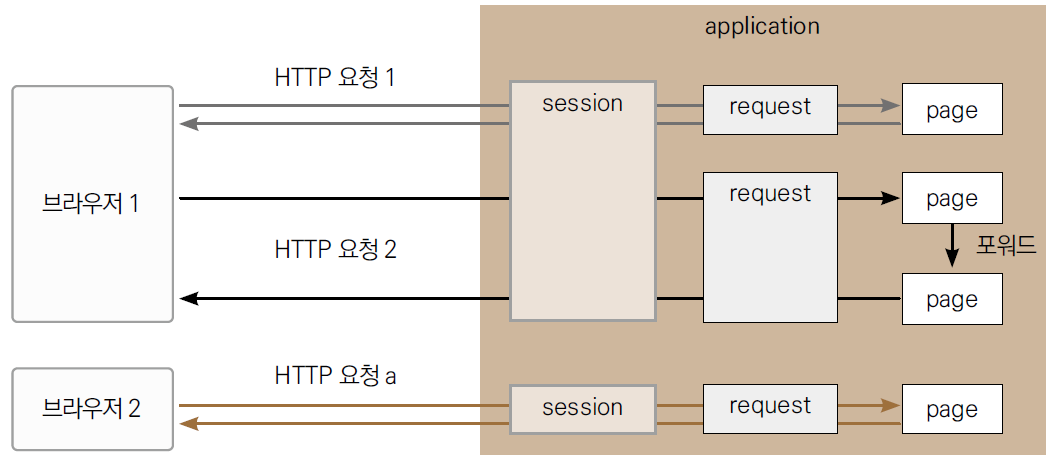 application
HTTP 요청 1
session
request
page
브라우저 1
request
page
HTTP 요청 2
포워드
page
HTTP 요청 a
브라우저 2
session
request
page